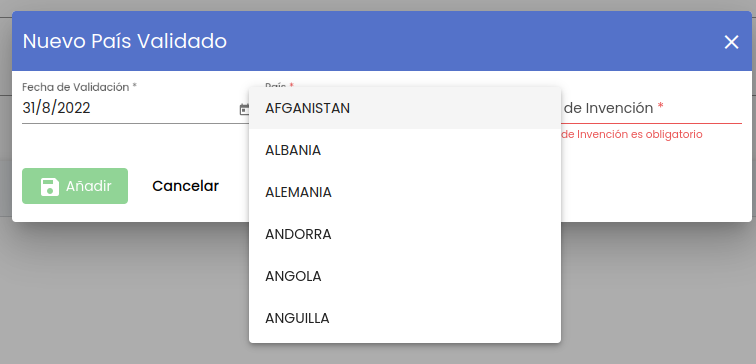 Nuevo País Validado
Fecha de Validación *
País *
31/8/2022
de Invención *
de Invención es obligatorio
AFGANISTAN
ALBANIA
ALEMANIA
ANDORRA
ANGOLA
ANGUILLA
Añadir
Cancelar